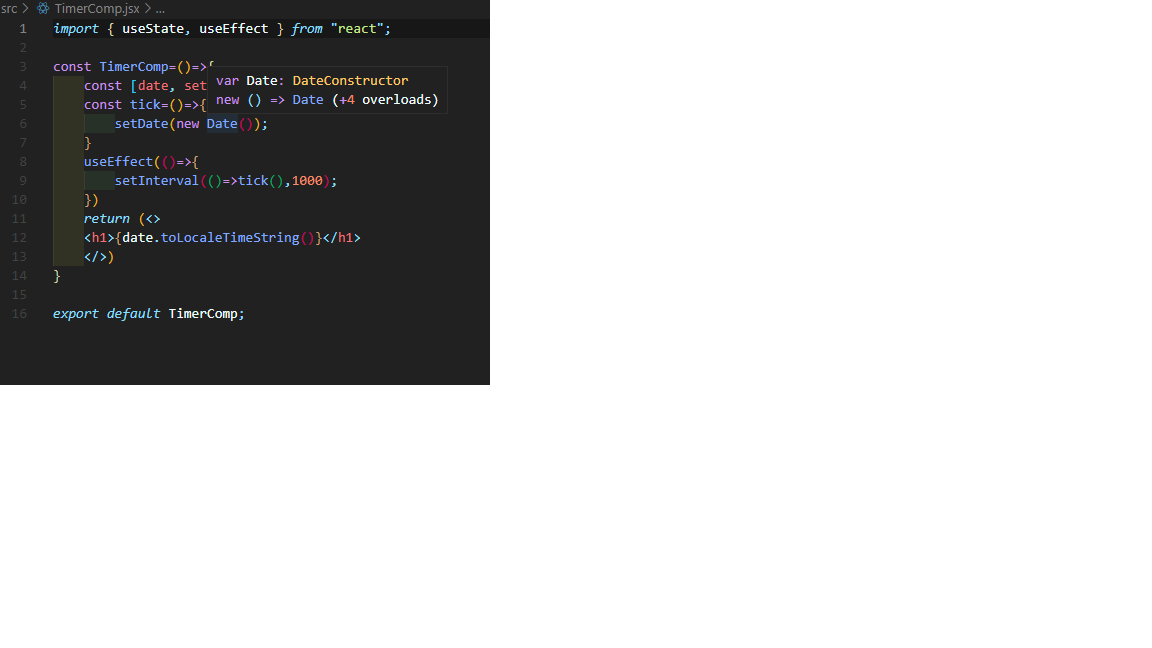 src > TimerComp.jsx > ...
1 import { useState, useEffect } from "react";
2
3 const TimerComp=()=>{
4 const [date, set
5 const tick=()=>{
var Date: DateConstructor
new () => Date (+4 overloads)
6 setDate(new Date());
7 }
8 useEffect(()=>{
9 setInterval(()=>tick(),1000);
10 })
11 return (<>
12 <h1>{date.toLocaleTimeString()}</h1>
13 </>)
14 }
15
16 export default TimerComp;